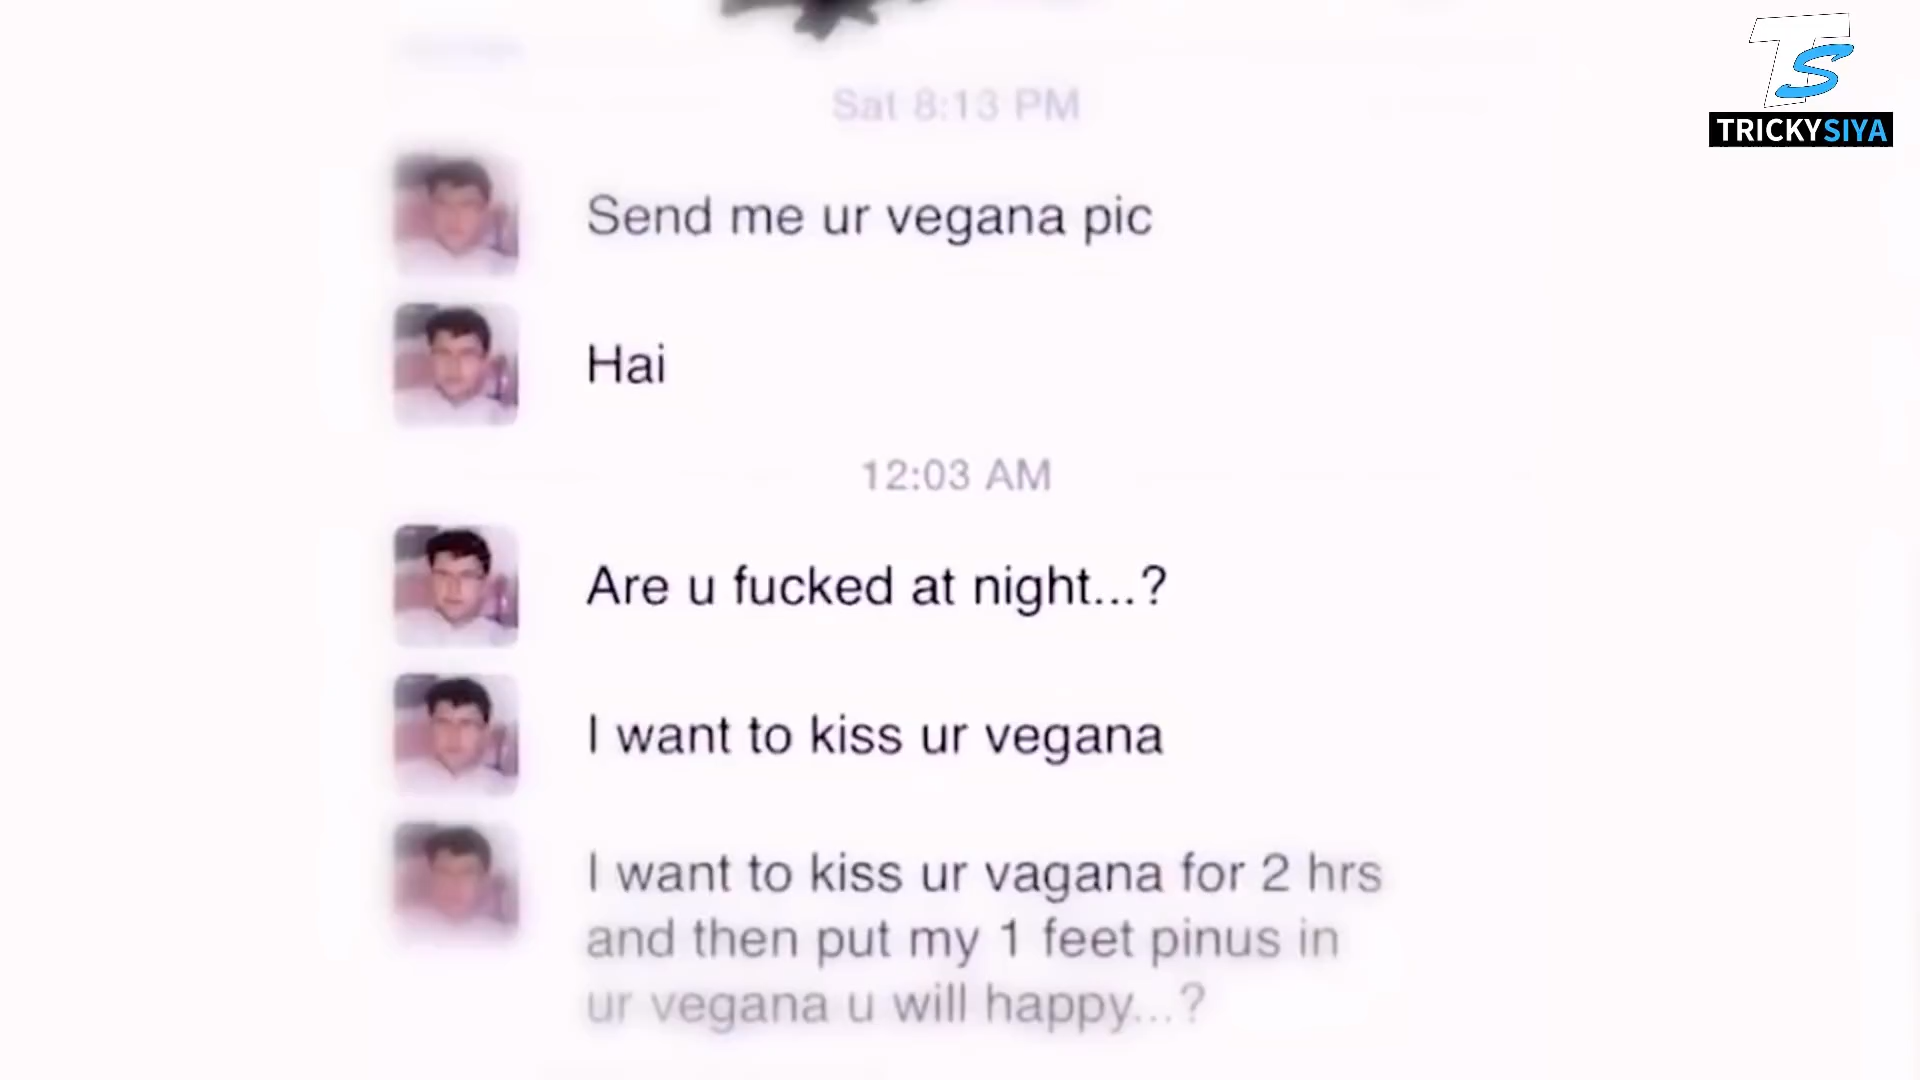 TS
TRICKYSIYA
Sat 8:13 PM
Send me ur vegana pic
Hai
12:03 AM
Are u fucked at night...?
I want to kiss ur vegana
I want to kiss ur vagana for 2 hrs
and then put my 1 feet pinus in
ur vegana u will happy...?